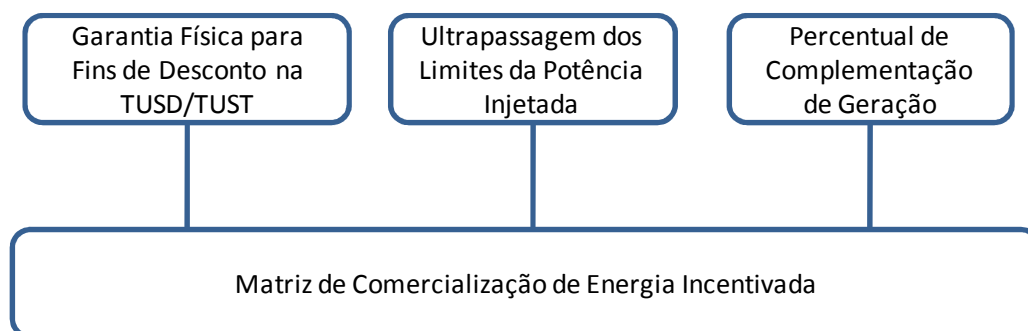 Garantia Física para
Fins de Desconto na
TUSD/TUST
Ultrapassagem dos
Limites da Potência
Injetada
Percentual de
Complementação
de Geração
Matriz de Comercialização de Energia Incentivada